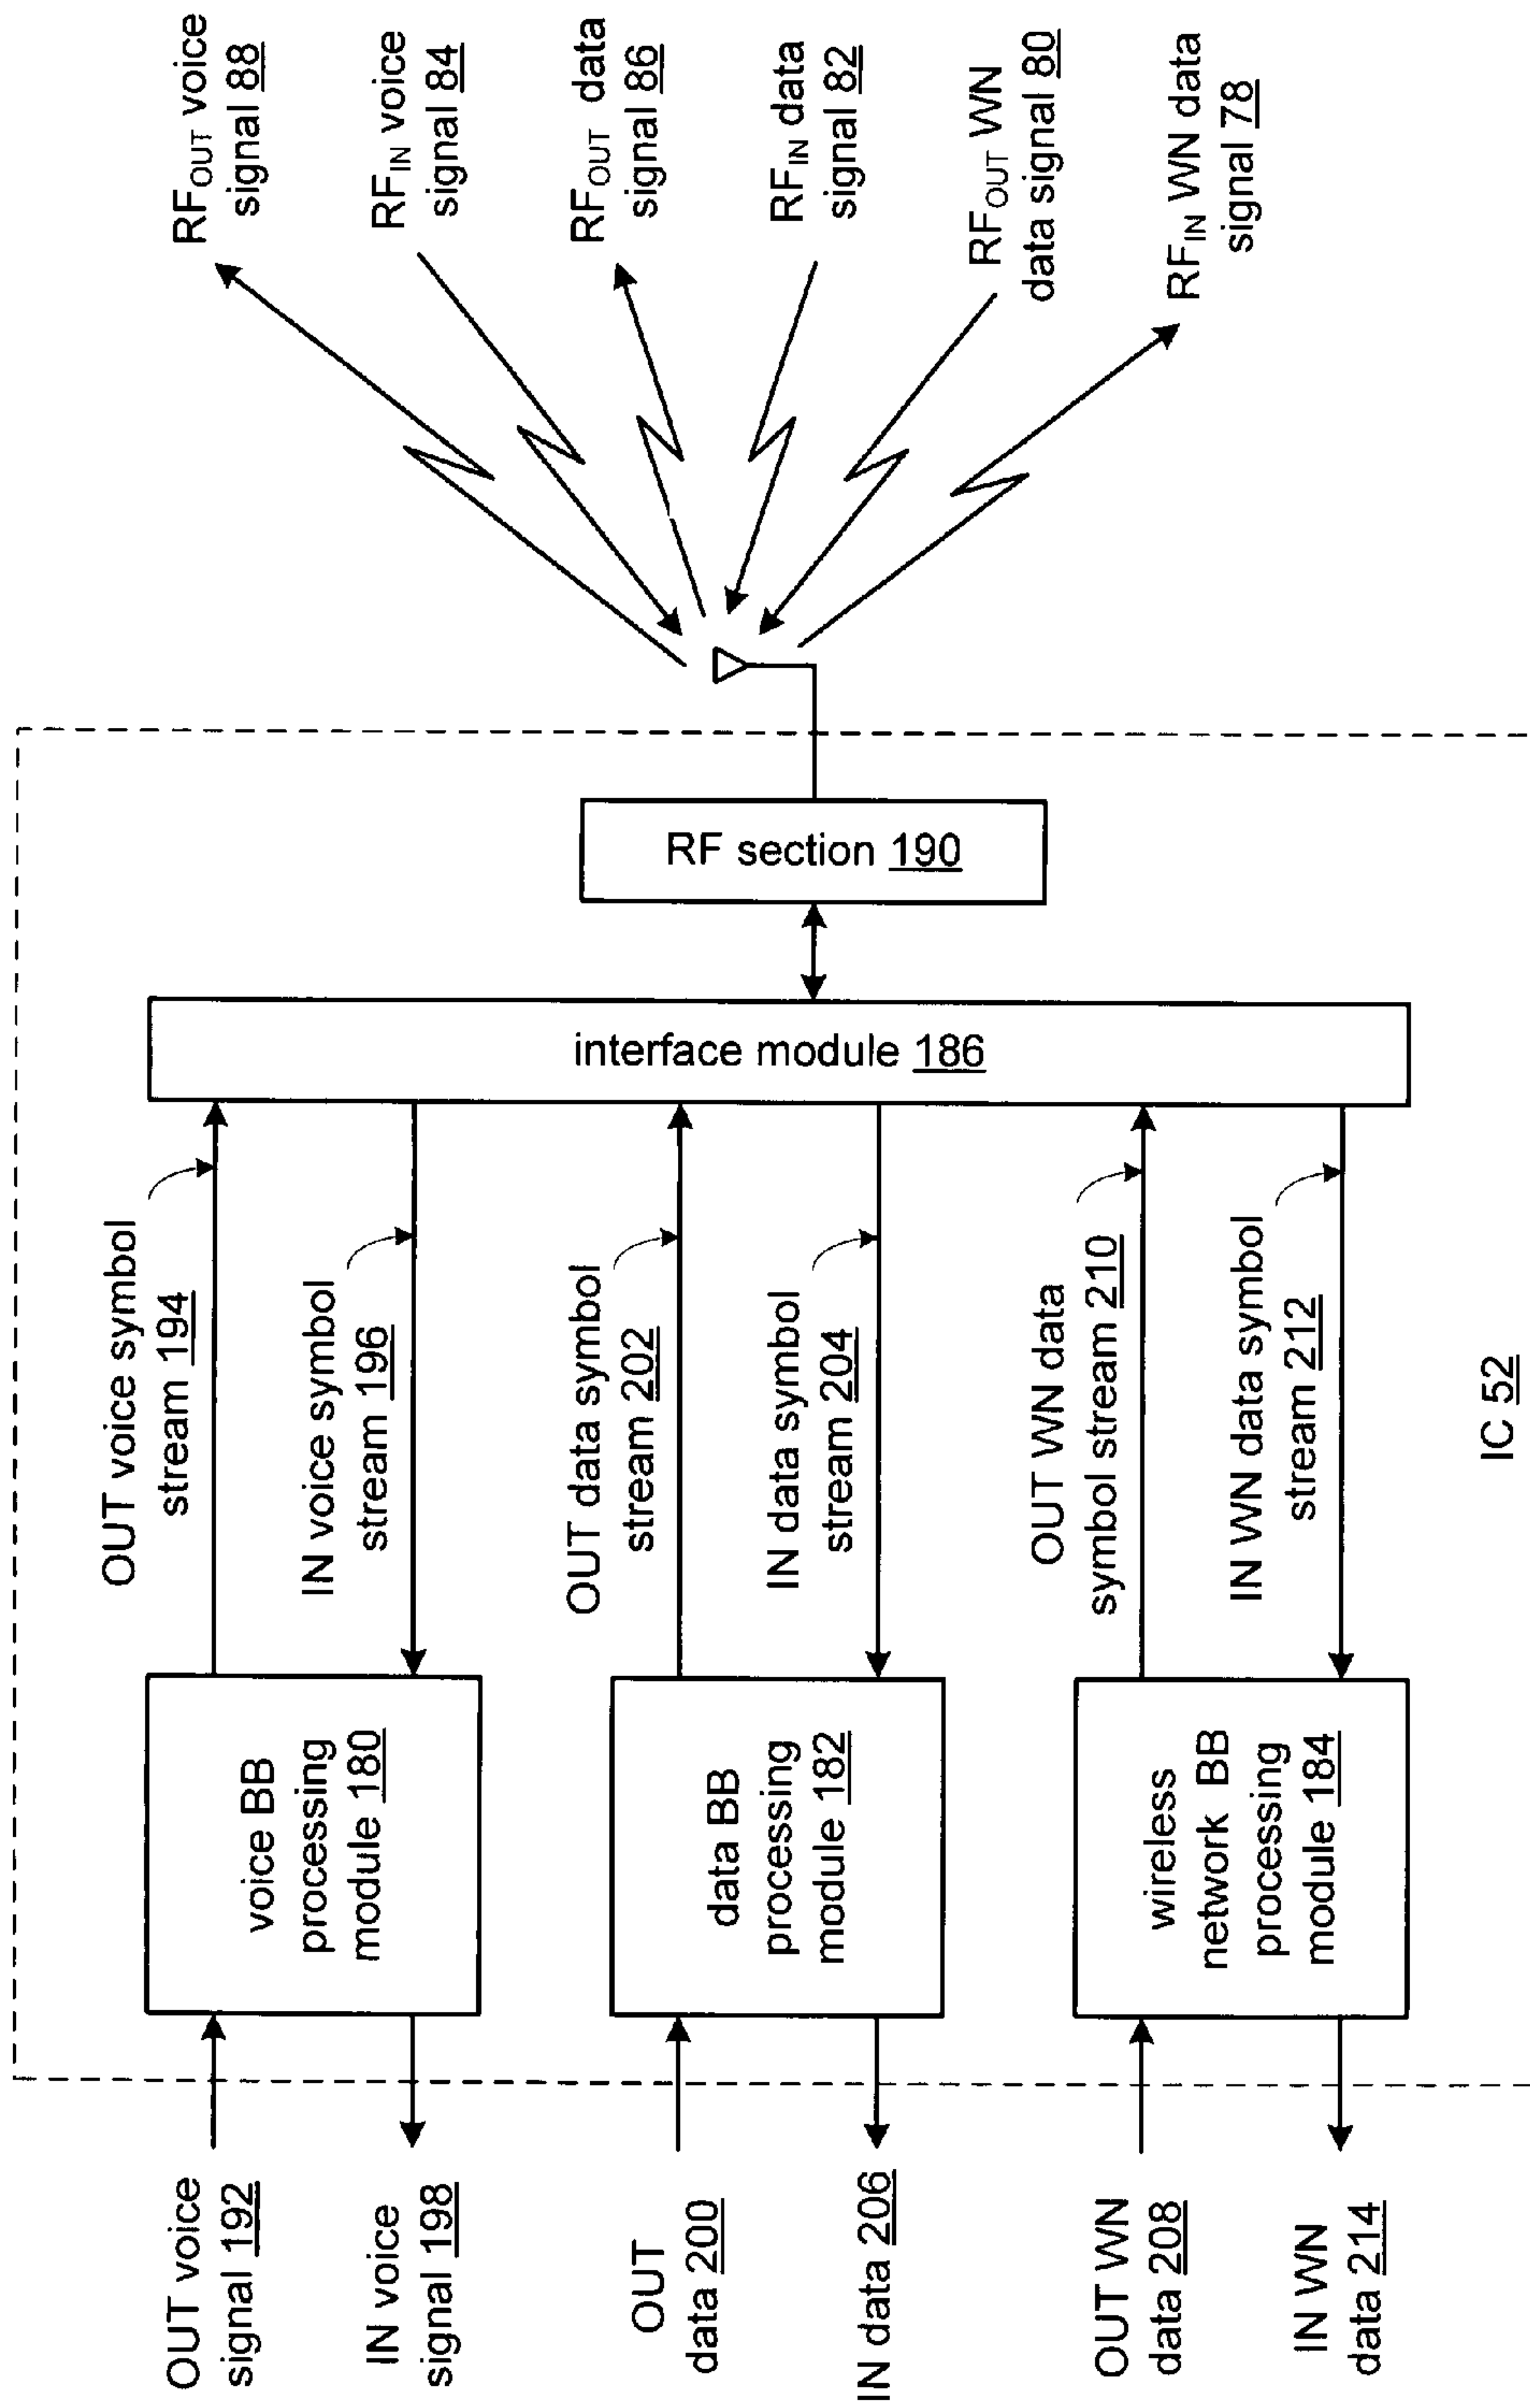 OUT voice
signal 192
IN voice
signal 198
OUT
data 200
IN data 206
OUT WN
data 208
IN WN
data 214
voice BB
processing
module 180
data BB
processing
module 182
wireless
network BB
processing
module 184
OUT voice symbol
stream 194
IN voice symbol
stream 196
OUT data symbol
stream 202
IN data symbol
stream 204
OUT WN data
symbol stream 210
IN WN data symbol
stream 212
interface module 186
RF section 190
RFOUT voice
signal 88
RFIN voice
signal 84
RFOUT data
signal 86
RFIN data
signal 82
RFOUT WN
data signal 80
RFIN WN data
signal 78
IC 52